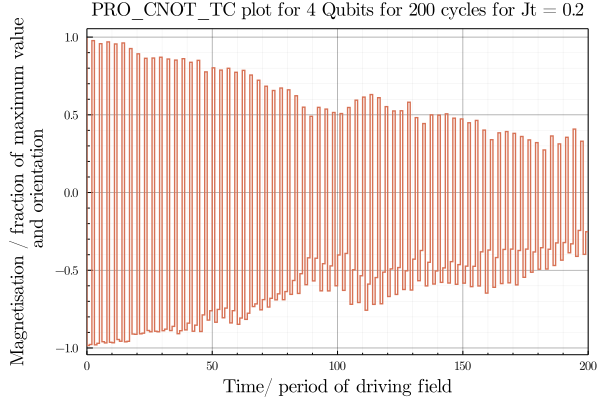 PRO_CNOT_TC plot for 4 Qubits for 200 cycles for Jt = 0.2
Magnetisation / fraction of maximum value
and orientation
1.0
0.5
0.0
−0.5
−1.0
0 50 100 150 200
Time/ period of driving field